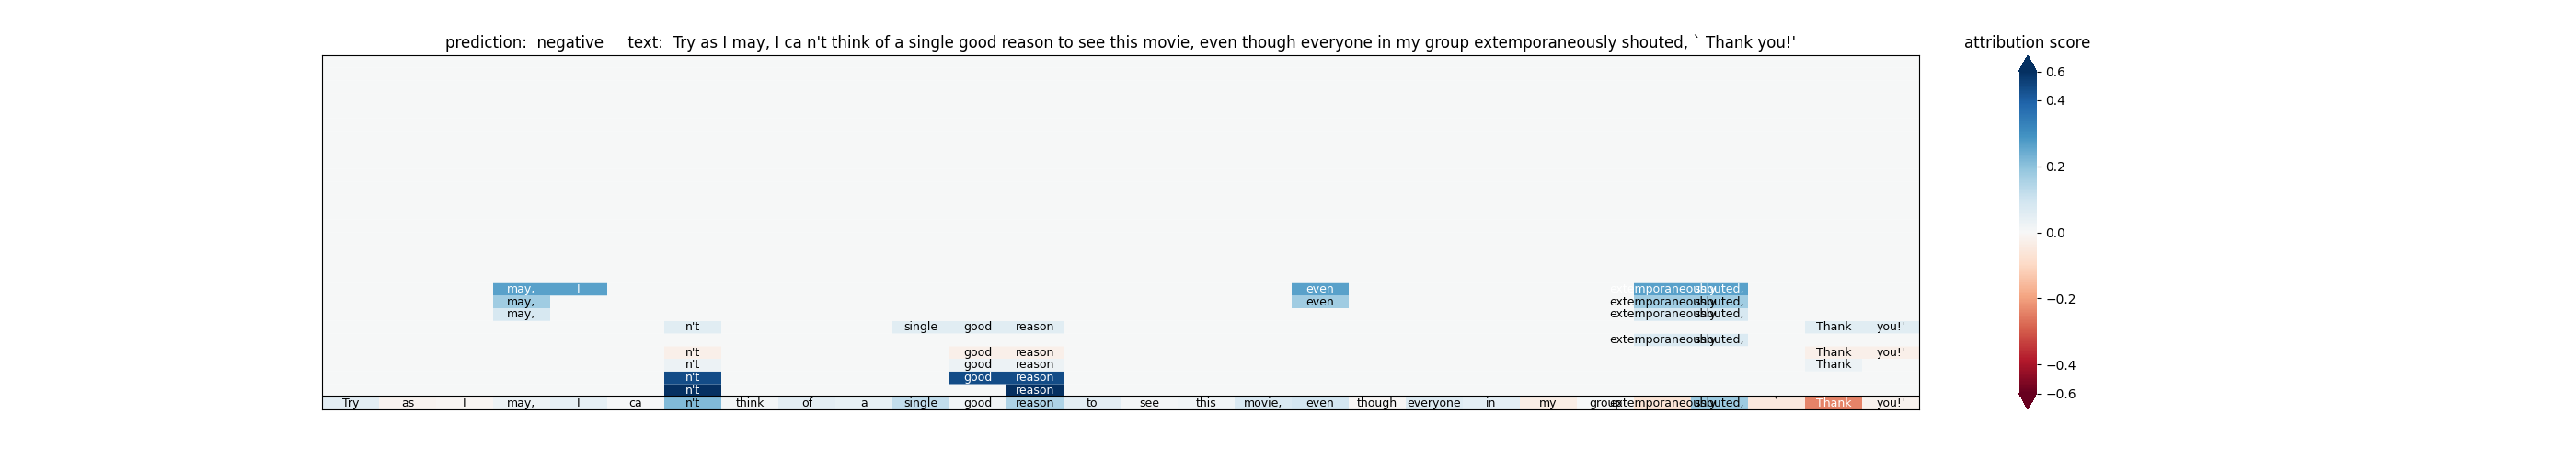 prediction:  negative     text:  Try as I may, I ca n't think of a single good reason to see this movie, even though everyone in my group extemporaneously shouted, ` Thank you!'
attribution score
0.6
0.4
0.2
0.0
−0.2
−0.4
−0.6
may, I even extemporaneously shouted,
may, even extemporaneously shouted,
may, extemporaneously shouted,
n't single good reason Thank you!'
extemporaneously shouted,
n't good reason Thank you!'
n't good reason Thank
n't good reason
n't reason
Try as I may, I ca n't think of a single good reason to see this movie, even though everyone in my group extemporaneously shouted, ` Thank you!'